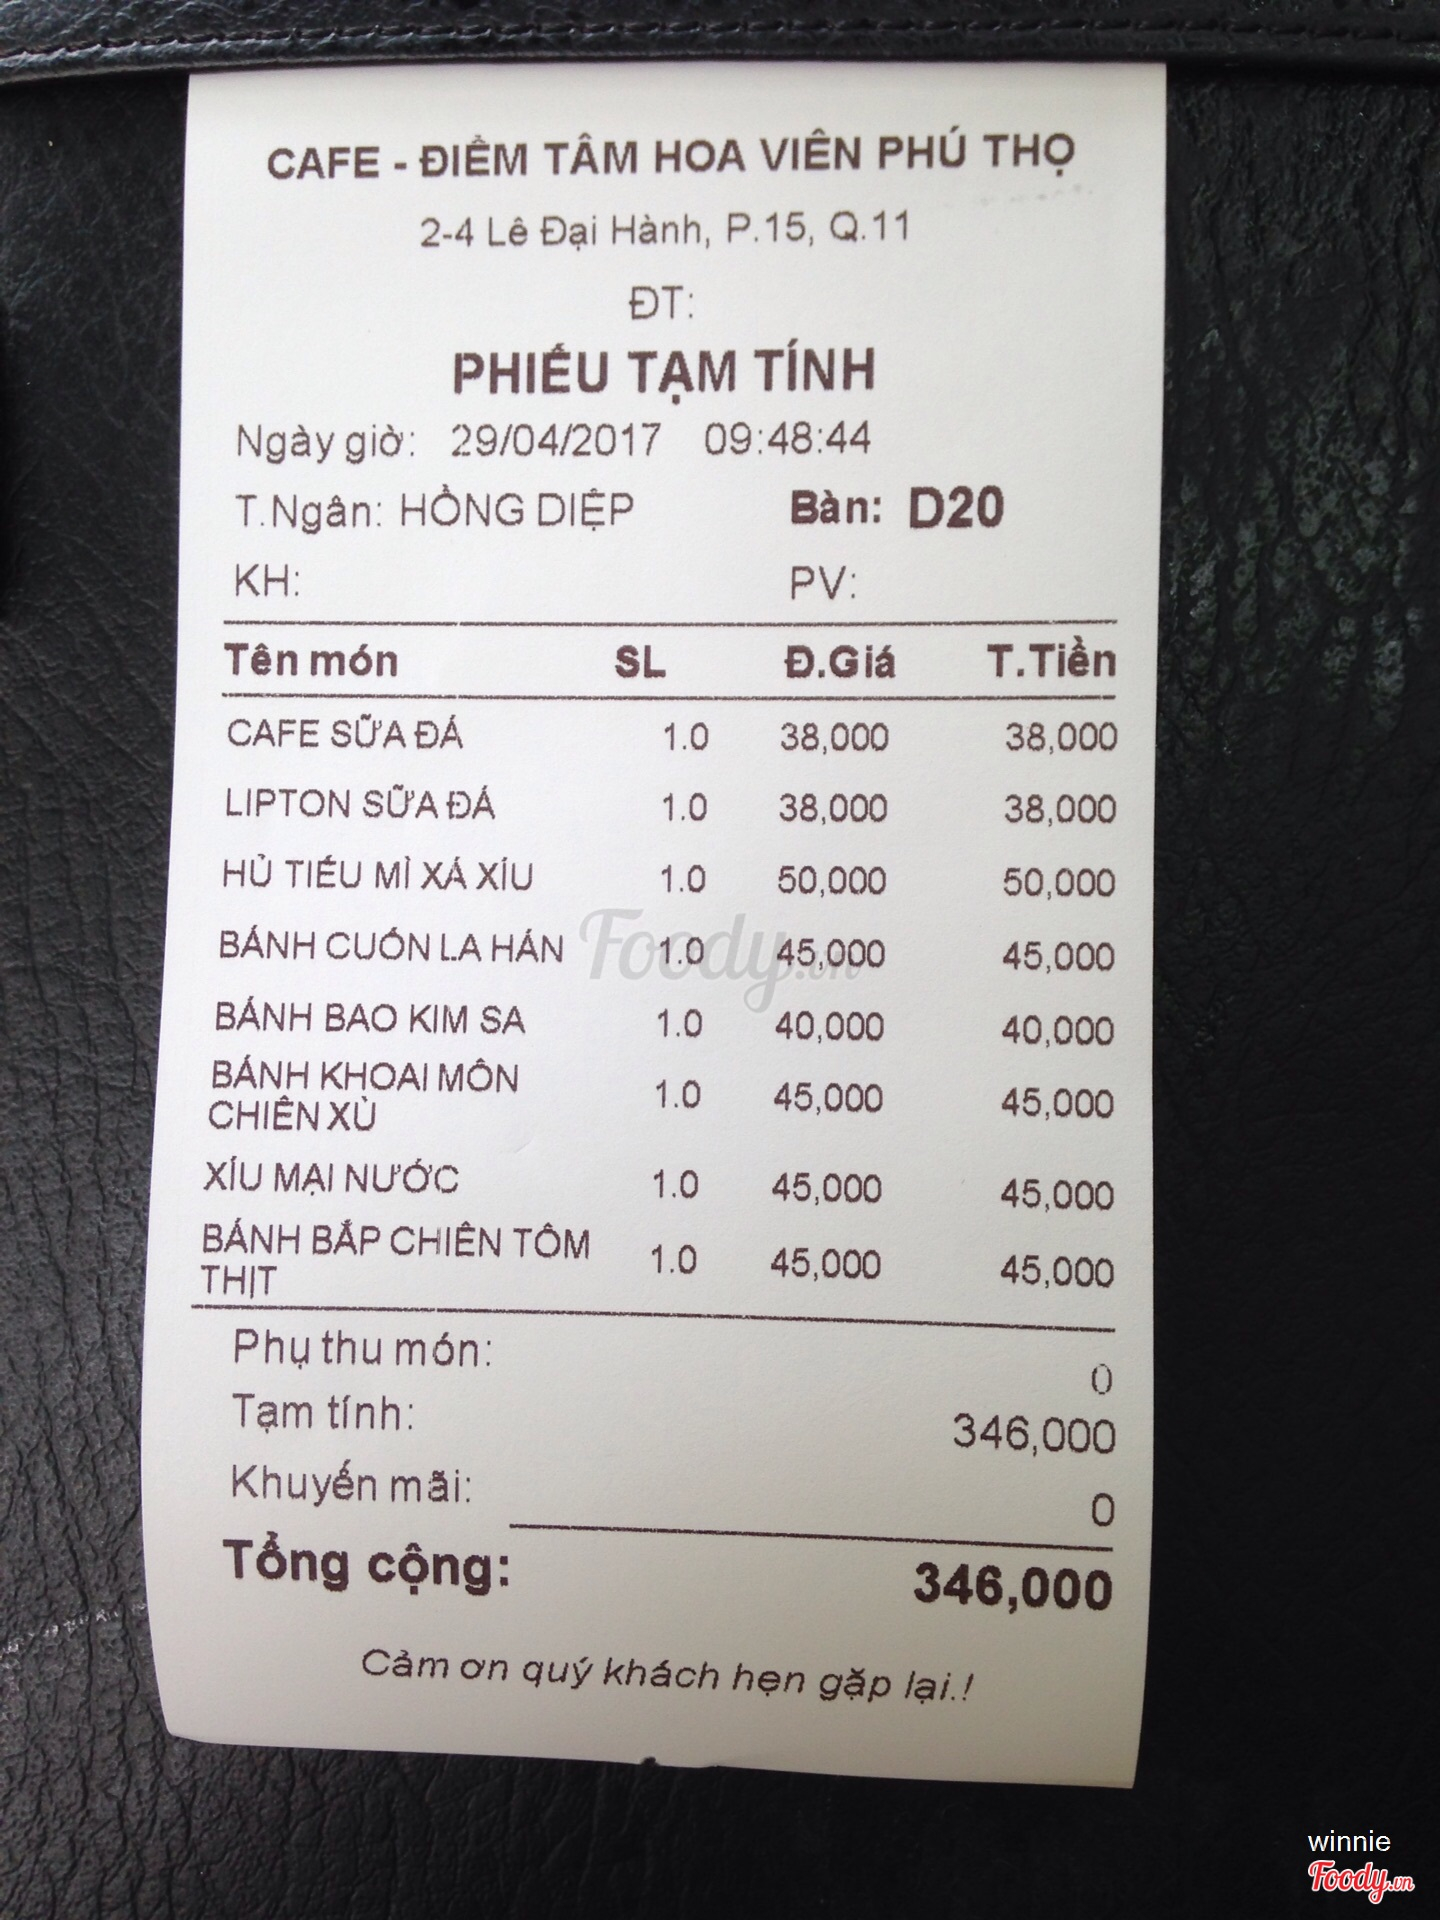 CAFE - ĐIỂM TÂM HOA VIÊN PHÚ THỌ
2-4 Lê Đại Hành, P.15, Q.11
ĐT:
PHIẾU TẠM TÍNH
Ngày giờ: 29/04/2017 09:48:44
T.Ngân: HỒNG DIỆP Bàn: D20
KH: PV:
Tên món SL Đ.Giá T.Tiền
CAFE SỮA ĐÁ 1.0 38,000 38,000
LIPTON SỮA ĐÁ 1.0 38,000 38,000
HỦ TIẾU MÌ XÁ XÍU 1.0 50,000 50,000
BÁNH CUỐN LA HÁN 1.0 45,000 45,000
BÁNH BAO KIM SA 1.0 40,000 40,000
BÁNH KHOAI MÔN 1.0 45,000 45,000
CHIÊN XÙ
XÍU MẠI NƯỚC 1.0 45,000 45,000
BÁNH BẮP CHIÊN TÔM 1.0 45,000 45,000
THỊT
Phụ thu món: 0
Tạm tính: 346,000
Khuyến mãi: 0
Tổng cộng: 346,000
Cảm ơn quý khách hẹn gặp lại.!
Foody.vn
winnie
Foody.vn